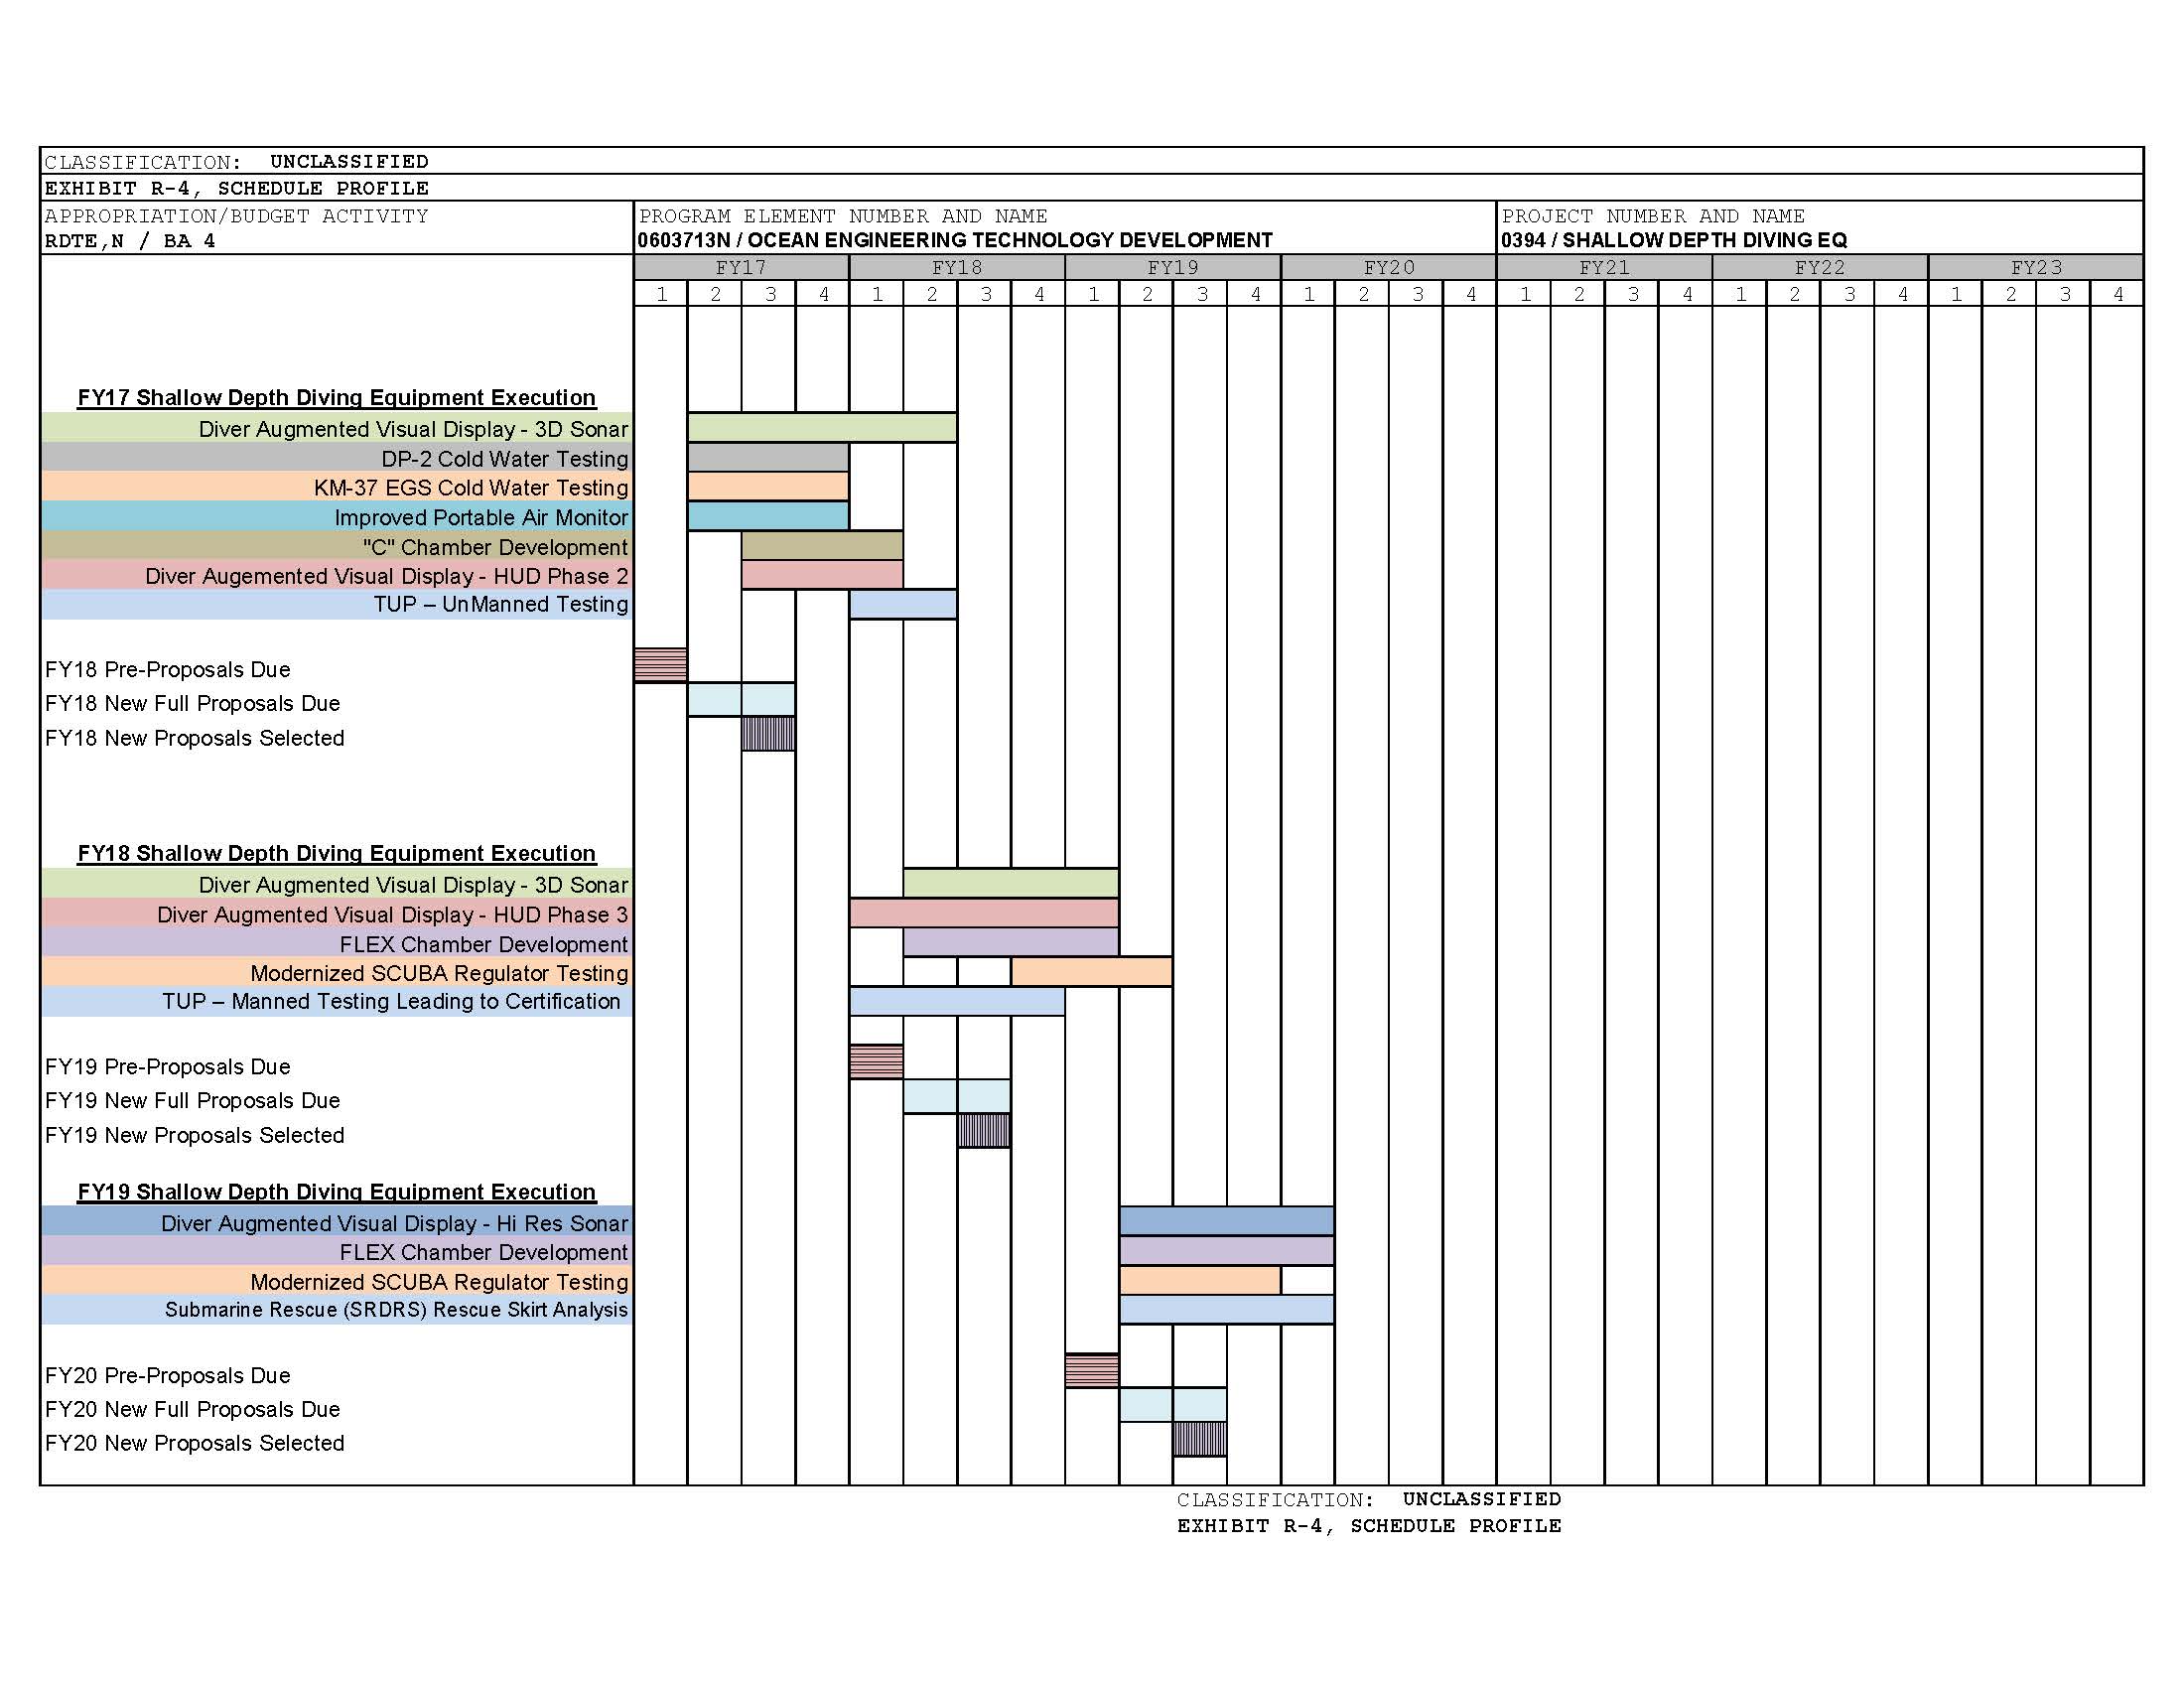 CLASSIFICATION: UNCLASSIFIED
EXHIBIT R-4, SCHEDULE PROFILE
APPROPRIATION/BUDGET ACTIVITY PROGRAM ELEMENT NUMBER AND NAME PROJECT NUMBER AND NAME
RDTE,N / BA 4 0603713N / OCEAN ENGINEERING TECHNOLOGY DEVELOPMENT 0394 / SHALLOW DEPTH DIVING EQ
FY17 FY18 FY19 FY20 FY21 FY22 FY23
1 2 3 4 1 2 3 4 1 2 3 4 1 2 3 4 1 2 3 4 1 2 3 4 1 2 3 4
FY17 Shallow Depth Diving Equipment Execution
Diver Augmented Visual Display - 3D Sonar
DP-2 Cold Water Testing
KM-37 EGS Cold Water Testing
Improved Portable Air Monitor
"C" Chamber Development
Diver Augemented Visual Display - HUD Phase 2
TUP – UnManned Testing
FY18 Pre-Proposals Due
FY18 New Full Proposals Due
FY18 New Proposals Selected
FY18 Shallow Depth Diving Equipment Execution
Diver Augmented Visual Display - 3D Sonar
Diver Augmented Visual Display - HUD Phase 3
FLEX Chamber Development
Modernized SCUBA Regulator Testing
TUP – Manned Testing Leading to Certification
FY19 Pre-Proposals Due
FY19 New Full Proposals Due
FY19 New Proposals Selected
FY19 Shallow Depth Diving Equipment Execution
Diver Augmented Visual Display - Hi Res Sonar
FLEX Chamber Development
Modernized SCUBA Regulator Testing
Submarine Rescue (SRDRS) Rescue Skirt Analysis
FY20 Pre-Proposals Due
FY20 New Full Proposals Due
FY20 New Proposals Selected
CLASSIFICATION: UNCLASSIFIED
EXHIBIT R-4, SCHEDULE PROFILE